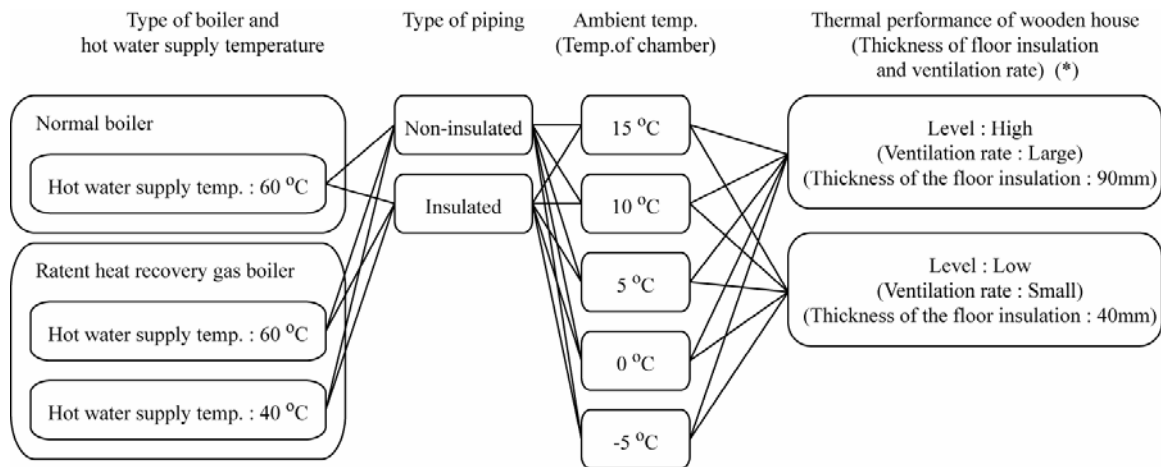 Type of boiler and
hot water supply temperature
Type of piping
Ambient temp.
(Temp.of chamber)
Thermal performance of wooden house
(Thickness of floor insulation
and ventilation rate) (*)
Normal boiler
Hot water supply temp. : 60 °C
Ratent heat recovery gas boiler
Hot water supply temp. : 60 °C
Hot water supply temp. : 40 °C
Non-insulated
Insulated
15 °C
10 °C
5 °C
0 °C
-5 °C
Level : High
(Ventilation rate : Large)
(Thickness of the floor insulation : 90mm)
Level : Low
(Ventilation rate : Small)
(Thickness of the floor insulation : 40mm)